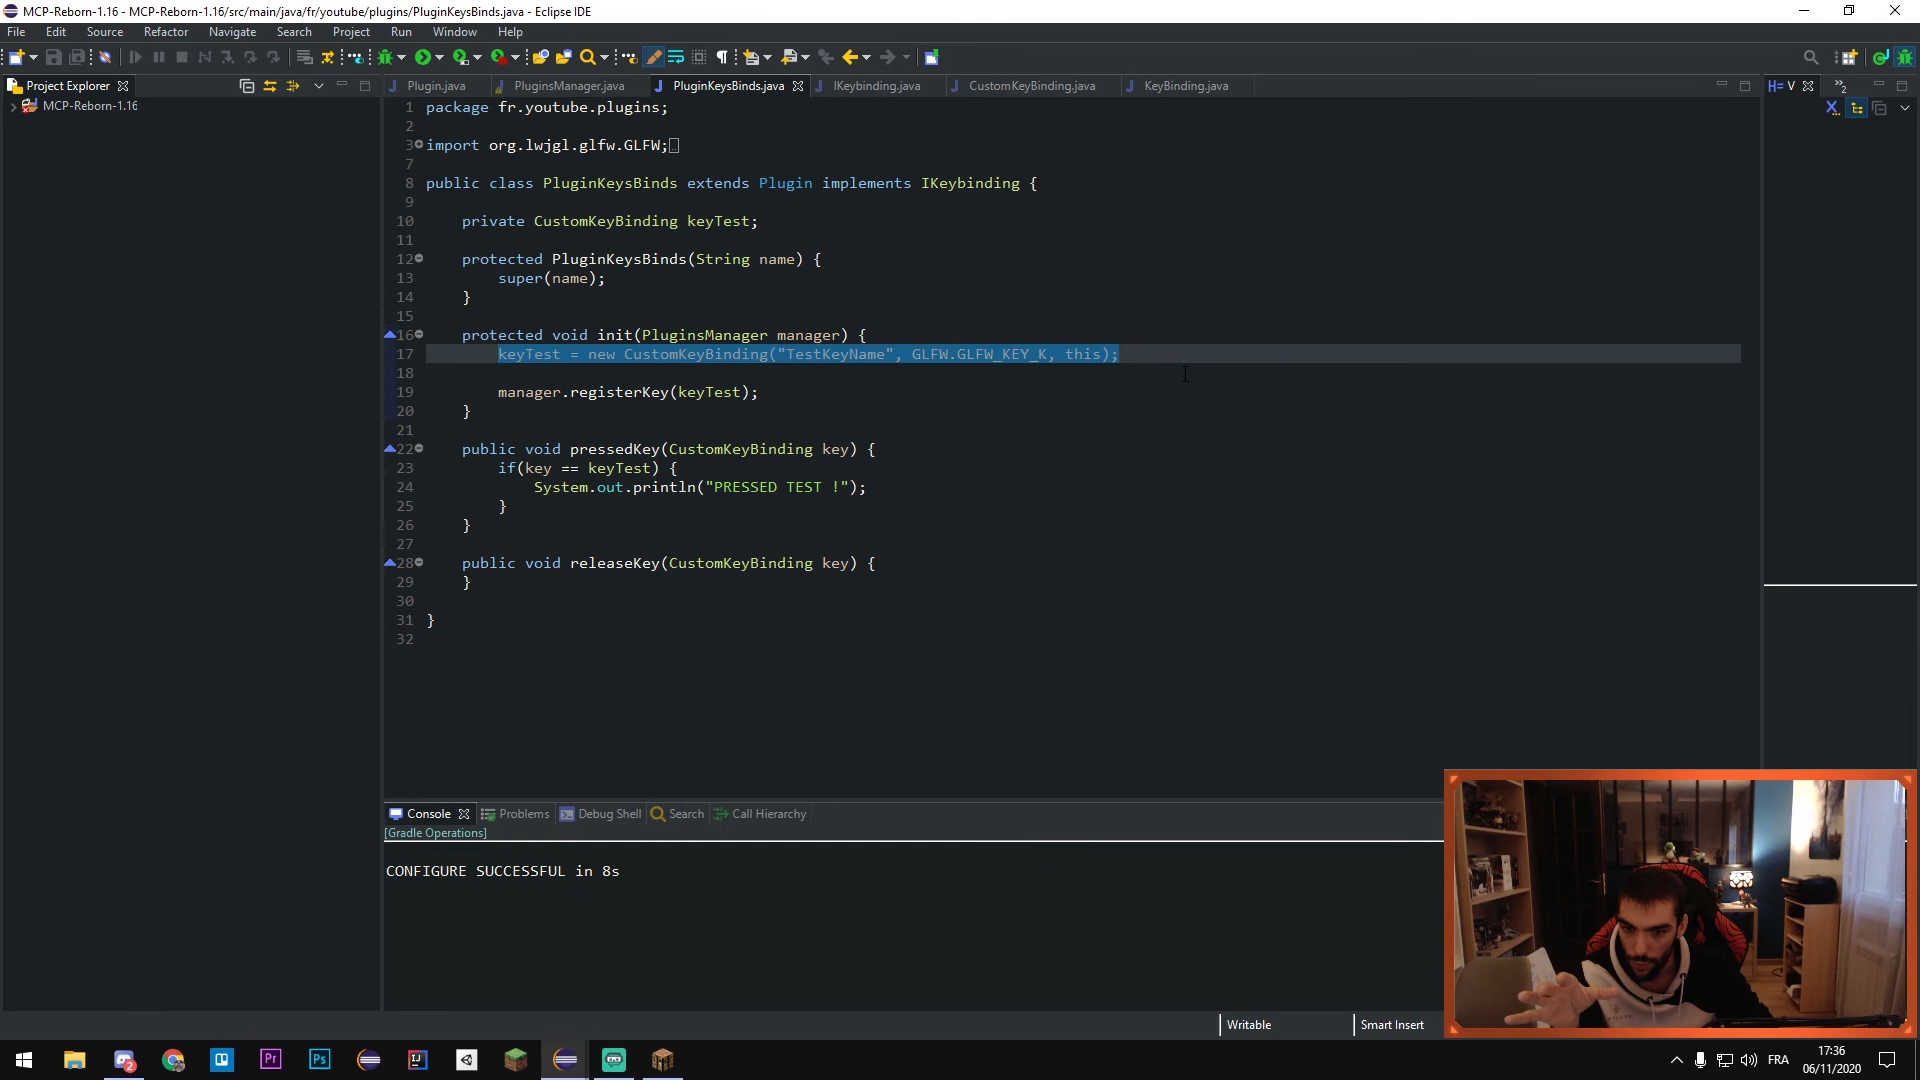 MCP-Reborn-1.16 - MCP-Reborn-1.16/src/main/java/fr/youtube/plugins/PluginKeysBinds.java - Eclipse IDE
File Edit Source Refactor Navigate Search Project Run Window Help
Project Explorer
MCP-Reborn-1.16
Plugin.java PluginsManager.java PluginKeysBinds.java IKeybinding.java CustomKeyBinding.java KeyBinding.java
V
2
1 package fr.youtube.plugins;
2
3 import org.lwjgl.glfw.GLFW;
7
8 public class PluginKeysBinds extends Plugin implements IKeybinding {
9
10 private CustomKeyBinding keyTest;
11
12 protected PluginKeysBinds(String name) {
13 super(name);
14 }
15
16 protected void init(PluginsManager manager) {
17 keyTest = new CustomKeyBinding("TestKeyName", GLFW.GLFW_KEY_K, this);
18
19 manager.registerKey(keyTest);
20 }
21
22 public void pressedKey(CustomKeyBinding key) {
23 if(key == keyTest) {
24 System.out.println("PRESSED TEST !");
25 }
26 }
27
28 public void releaseKey(CustomKeyBinding key) {
29 }
30
31 }
32
Console Problems Debug Shell Search Call Hierarchy
[Gradle Operations]
CONFIGURE SUCCESSFUL in 8s
Writable Smart Insert
2 Pr Ps IJ
FRA
17:36
06/11/2020